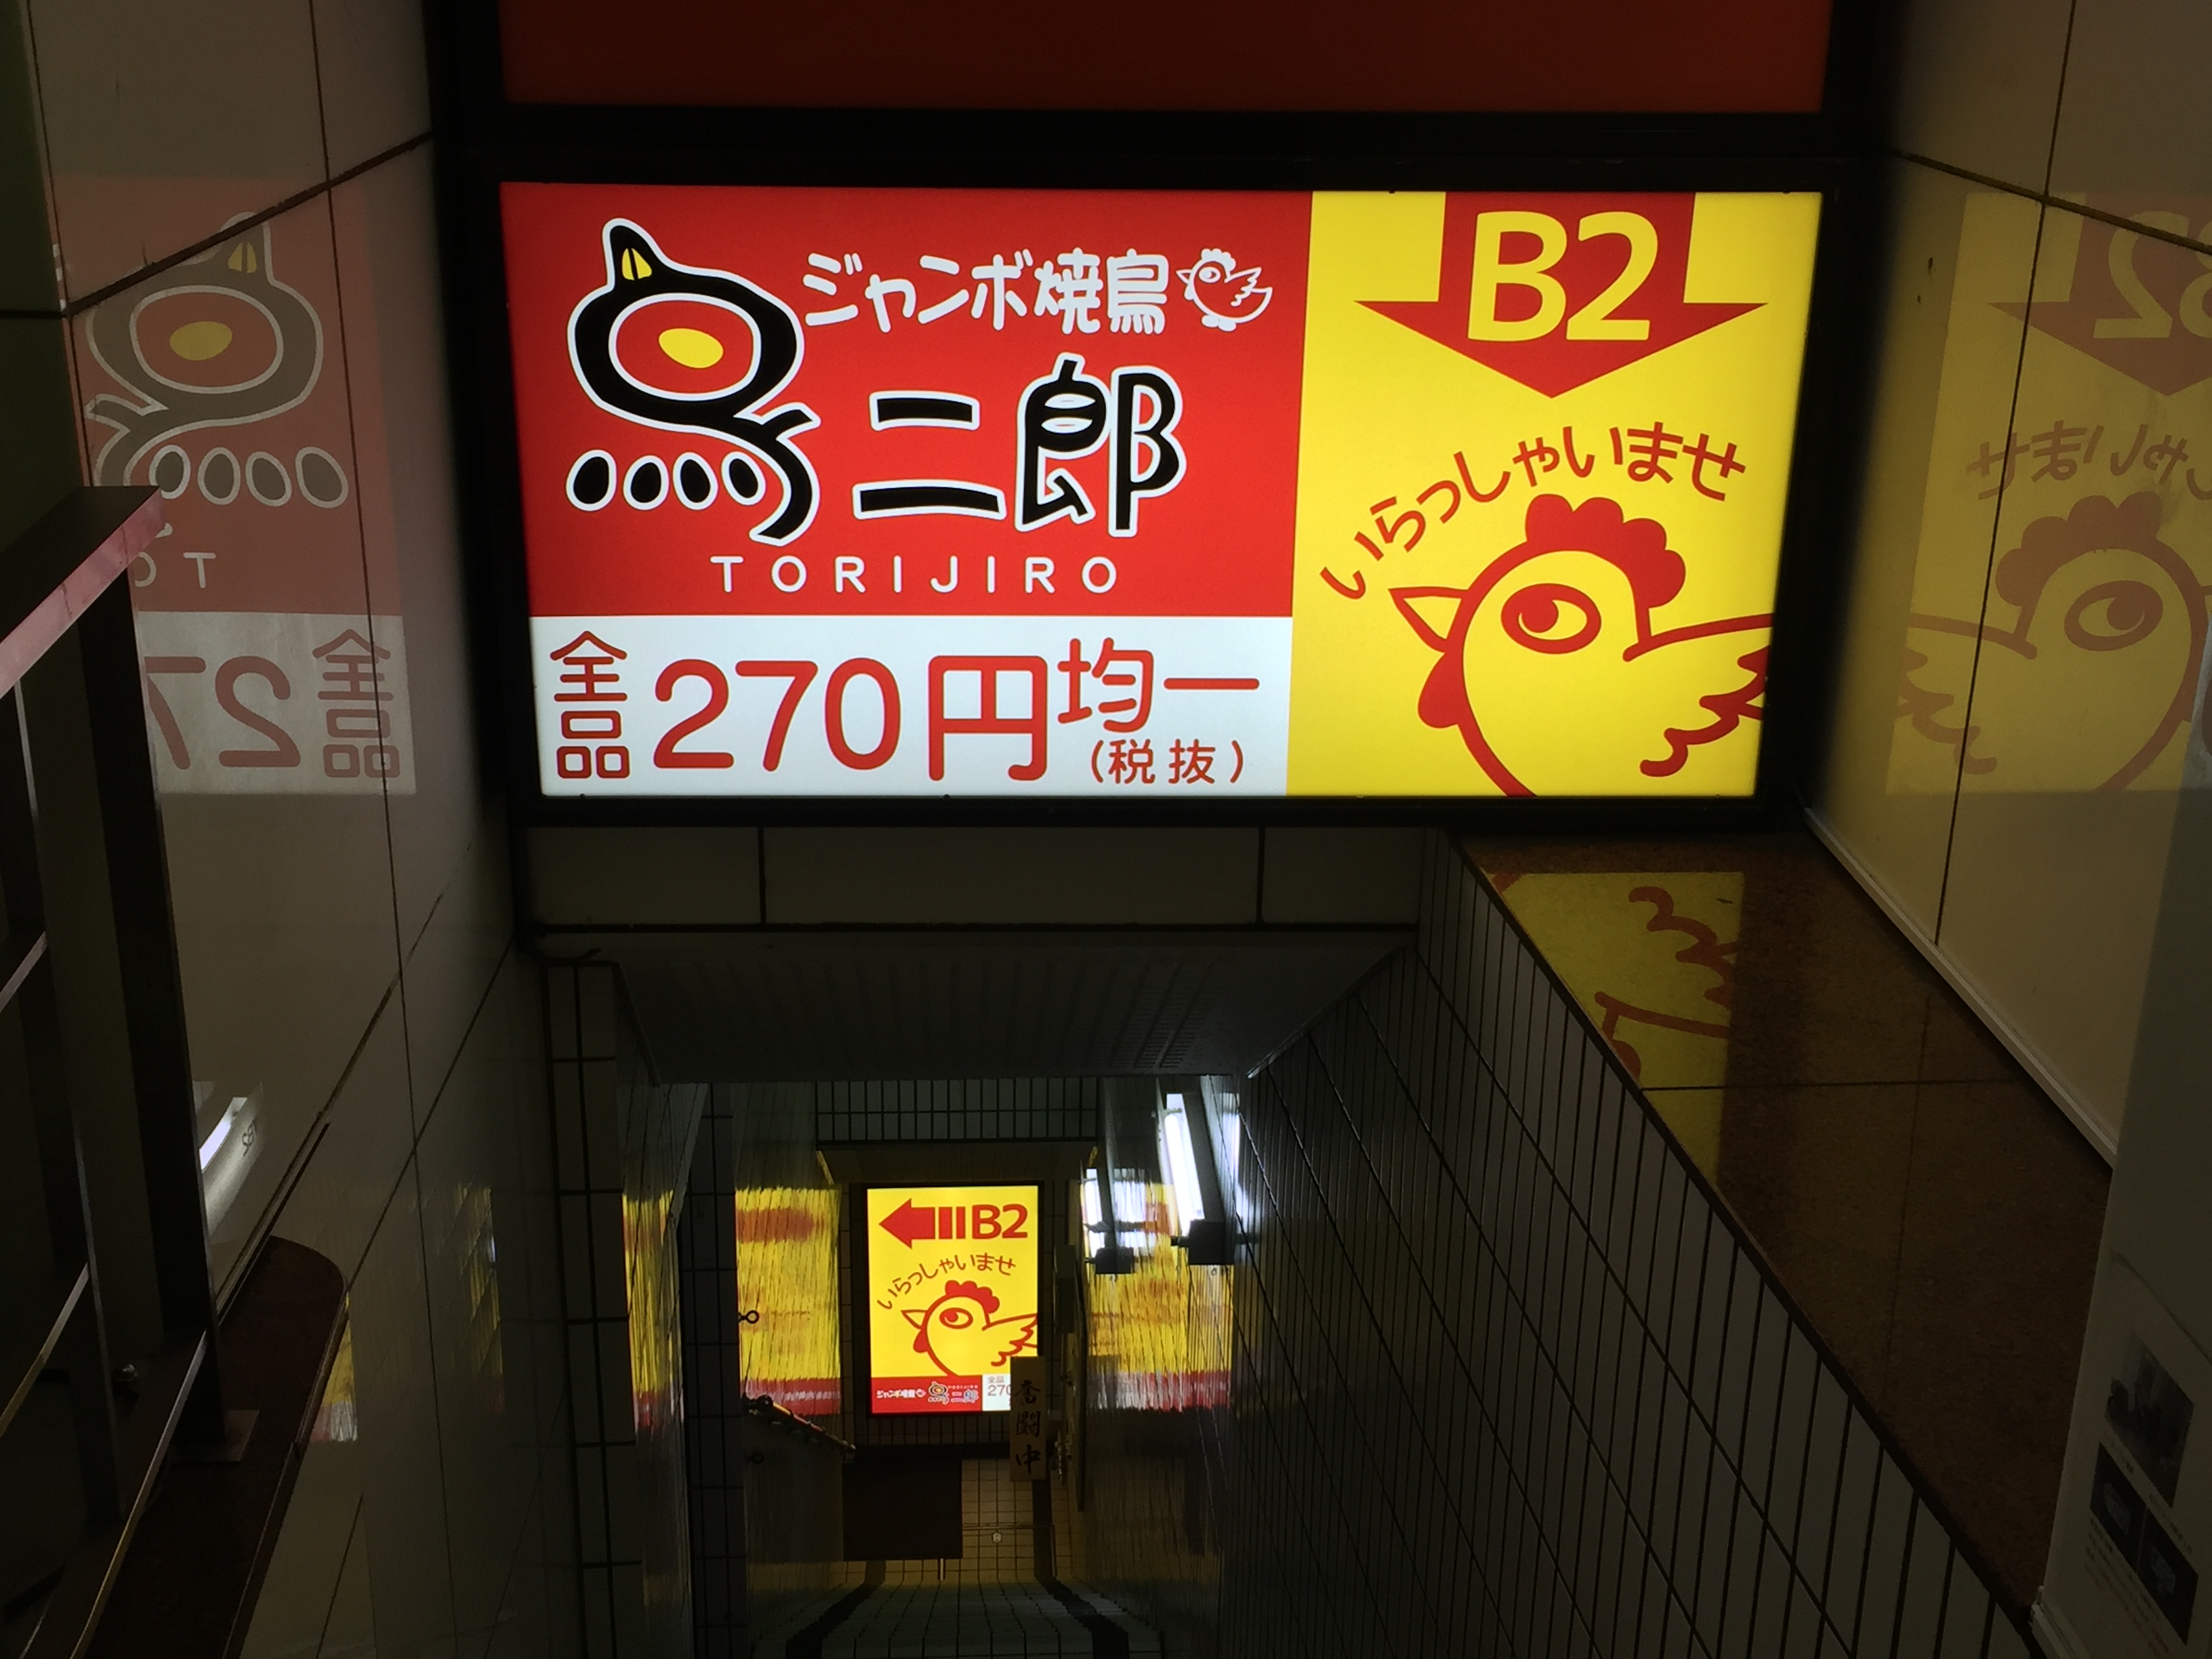 ジャンボ焼鳥
鳥二郎
TORIJIRO
全品 270円均一
(税抜)
B2
いらっしゃいませ
B2
いらっしゃいませ
ジャンボ焼鳥 鳥二郎 全品 270
奮闘中